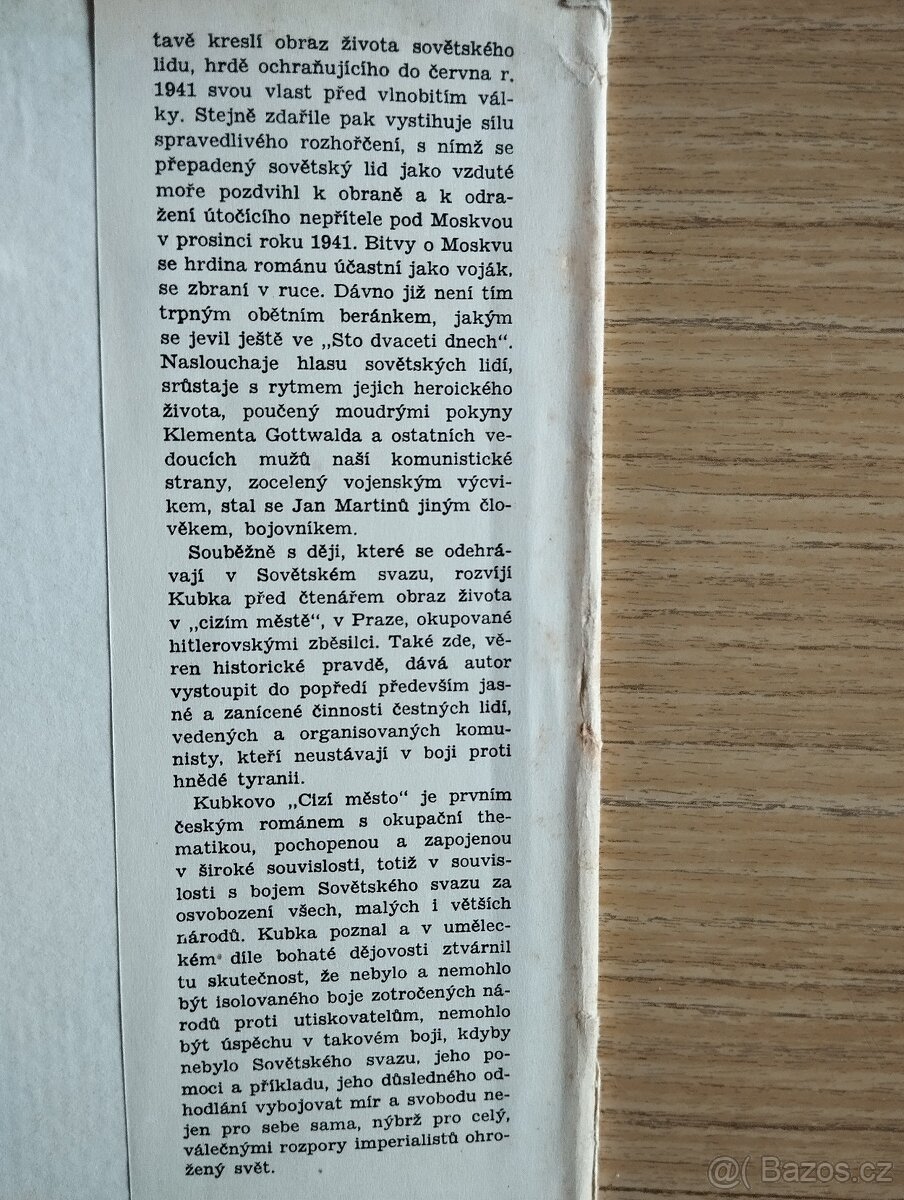 tavě kreslí obraz života sovětského
lidu, hrdě ochraňujícího do června r.
1941 svou vlast před vlnobitím vál-
ky. Stejně zdařile pak vystihuje sílu
spravedlivého rozhořčení, s nímž se
přepadený sovětský lid jako vzduté
moře pozdvihl k obraně a k odra-
žení útočícího nepřítele pod Moskvou
v prosinci roku 1941. Bitvy o Moskvu
se hrdina románu účastní jako voják,
se zbraní v ruce. Dávno již není tím
trpným obětním beránkem, jakým
se jevil ještě ve „Sto dvaceti dnech“.
Naslouchaje hlasu sovětských lidí,
srůstaje s rytmem jejich heroického
života, poučený moudrými pokyny
Klementa Gottwalda a ostatních ve-
doucích mužů naší komunistické
strany, zocelený vojenským výcvi-
kem, stal se Jan Martinů jiným člo-
věkem, bojovníkem.
Souběžně s ději, které se odehrá-
vají v Sovětském svazu, rozvíjí
Kubka před čtenářem obraz života
v „cizím městě“, v Praze, okupované
hitlerovskými zběsilci. Také zde, vě-
ren historické pravdě, dává autor
vystoupit do popředí především jas-
né a zanícené činnosti čestných lidí,
vedených a organisovaných komu-
nisty, kteří neustávají v boji proti
hnědé tyranii.
Kubkovo „Cizí město“ je prvním
českým románem s okupační the-
matikou, pochopenou a zapojenou
v široké souvislosti, totiž v souvis-
losti s bojem Sovětského svazu za
osvobození všech, malých i větších
národů. Kubka poznal a v umělec-
kém díle bohaté dějovosti ztvárnil
tu skutečnost, že nebylo a nemohlo
být isolovaného boje zotročených ná-
rodů proti utiskovatelům, nemohlo
být úspěchu v takovém boji, kdyby
nebylo Sovětského svazu, jeho po-
moci a příkladu, jeho důsledného od-
hodlání vybojovat mír a svobodu ne-
jen pro sebe sama, nýbrž pro celý,
válečnými rozpory imperialistů ohro-
žený svět.
@( Bazos.cz